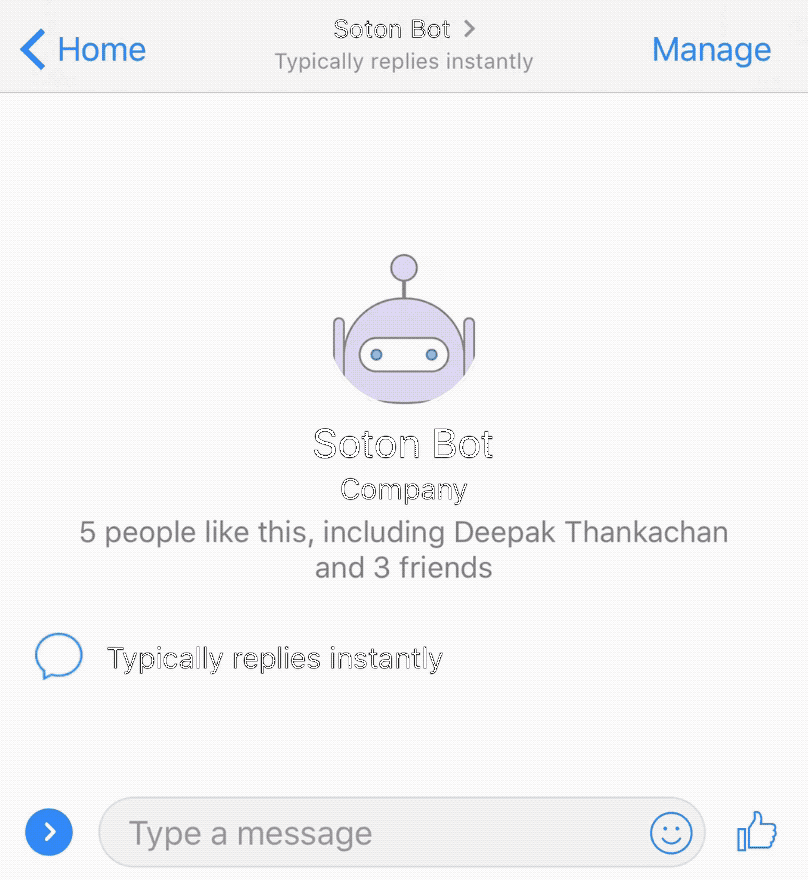 Home
Soton Bot
Typically replies instantly
Manage
Soton Bot
Company
5 people like this, including Deepak Thankachan
and 3 friends
Typically replies instantly
Type a message